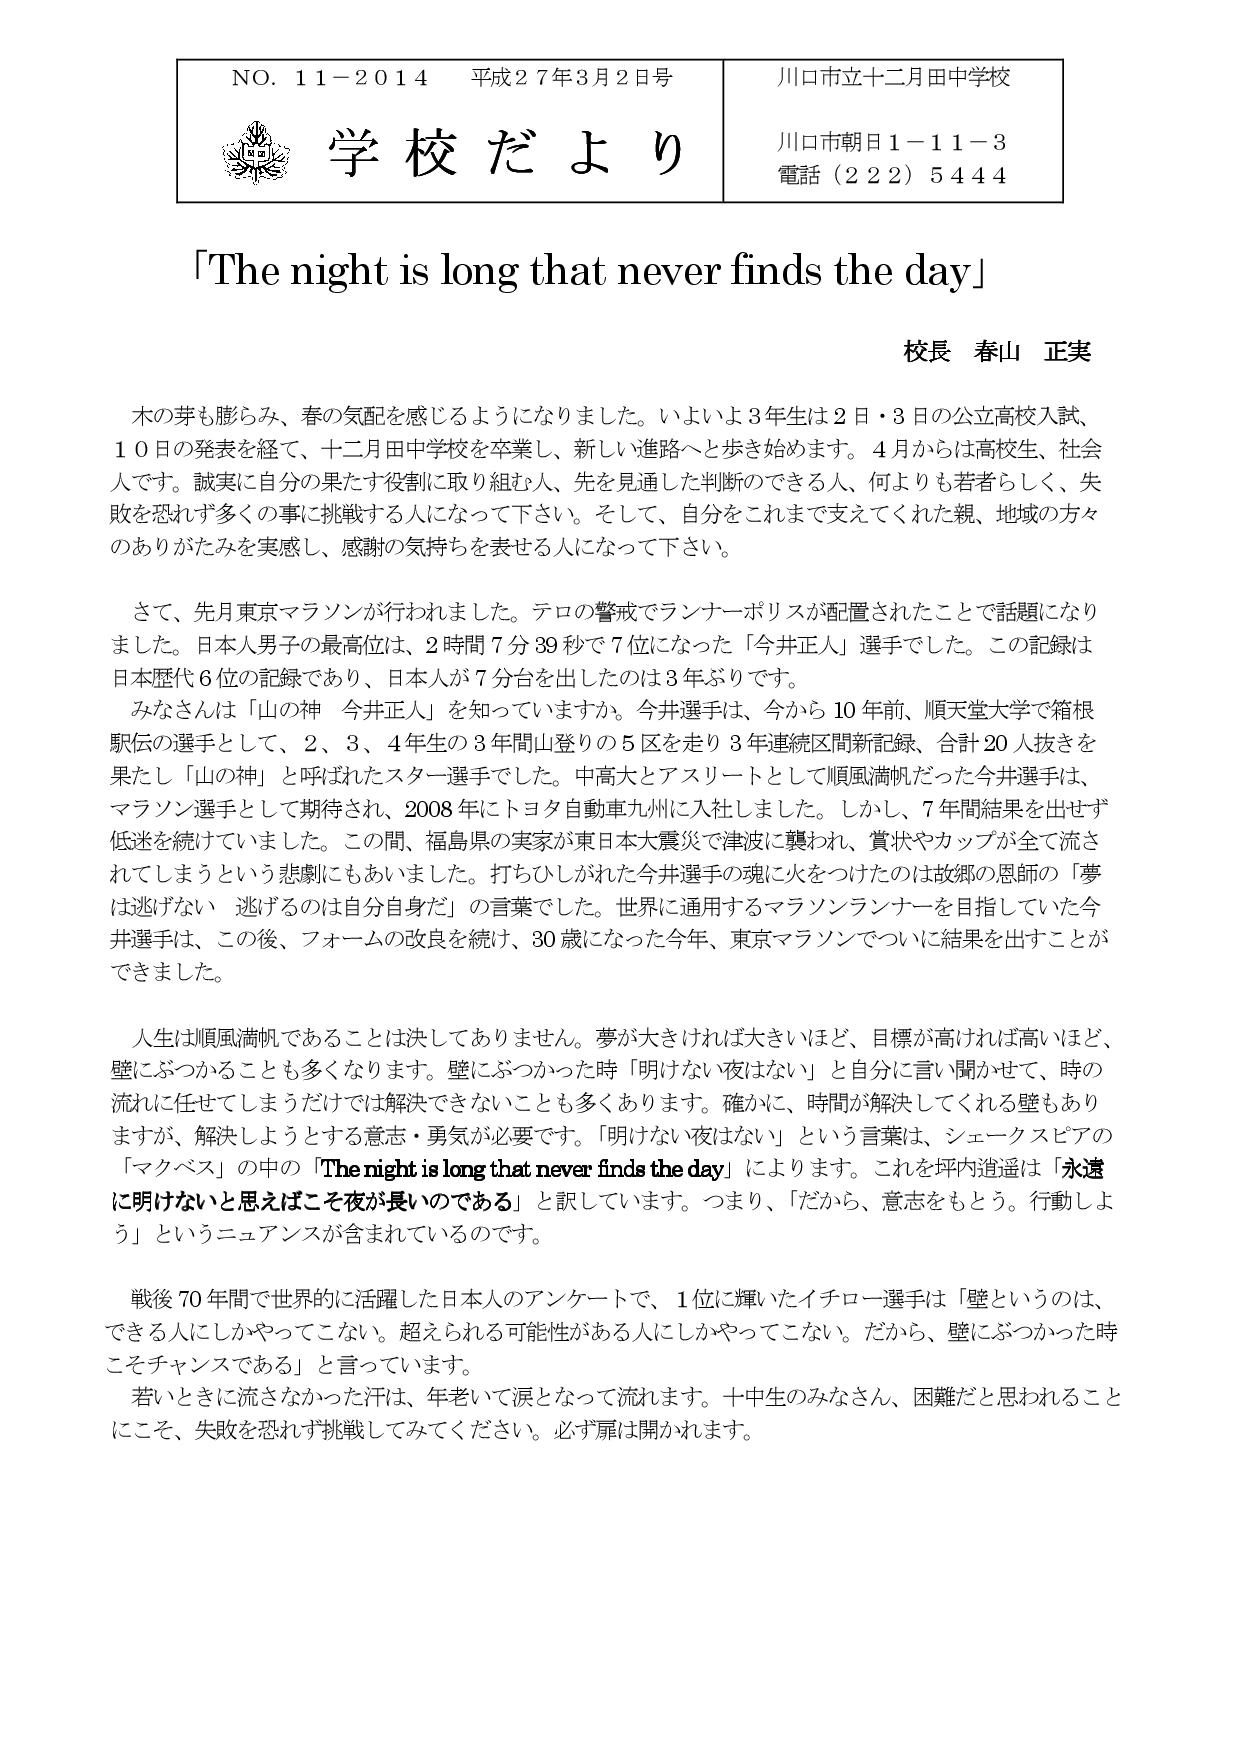 NO. １１－２０１４　　平成２７年３月２日号
学校だより
川口市立十二月田中学校
川口市朝日１－１１－３
電話（２２２）５４４４
「The night is long that never finds the day」
校長　春山　正実
　木の芽も膨らみ、春の気配を感じるようになりました。いよいよ３年生は２日・３日の公立高校入試、
１０日の発表を経て、十二月田中学校を卒業し、新しい進路へと歩き始めます。４月からは高校生、社会
人です。誠実に自分の果たす役割に取り組む人、先を見通した判断のできる人、何よりも若者らしく、失
敗を恐れず多くの事に挑戦する人になって下さい。そして、自分をこれまで支えてくれた親、地域の方々
のありがたみを実感し、感謝の気持ちを表せる人になって下さい。
　さて、先月東京マラソンが行われました。テロの警戒でランナーポリスが配置されたことで話題になり
ました。日本人男子の最高位は、２時間７分39秒で７位になった「今井正人」選手でした。この記録は
日本歴代６位の記録であり、日本人が７分台を出したのは３年ぶりです。
　みなさんは「山の神　今井正人」を知っていますか。今井選手は、今から10年前、順天堂大学で箱根
駅伝の選手として、２、３、４年生の３年間山登りの５区を走り３年連続区間新記録、合計20人抜きを
果たし「山の神」と呼ばれたスター選手でした。中高大とアスリートとして順風満帆だった今井選手は、
マラソン選手として期待され、2008年にトヨタ自動車九州に入社しました。しかし、７年間結果を出せず
低迷を続けていました。この間、福島県の実家が東日本大震災で津波に襲われ、賞状やカップが全て流さ
れてしまうという悲劇にもあいました。打ちひしがれた今井選手の魂に火をつけたのは故郷の恩師の「夢
は逃げない　逃げるのは自分自身だ」の言葉でした。世界に通用するマラソンランナーを目指していた今
井選手は、この後、フォームの改良を続け、30歳になった今年、東京マラソンでついに結果を出すことが
できました。
　人生は順風満帆であることは決してありません。夢が大きければ大きいほど、目標が高ければ高いほど、
壁にぶつかることも多くなります。壁にぶつかった時「明けない夜はない」と自分に言い聞かせて、時の
流れに任せてしまうだけでは解決できないことも多くあります。確かに、時間が解決してくれる壁もあり
ますが、解決しようとする意志・勇気が必要です。「明けない夜はない」という言葉は、シェークスピアの
「マクベス」の中の「The night is long that never finds the day」によります。これを坪内逍遥は「永遠
に明けないと思えばこそ夜が長いのである」と訳しています。つまり、「だから、意志をもとう。行動しよ
う」というニュアンスが含まれているのです。
　戦後70年間で世界的に活躍した日本人のアンケートで、１位に輝いたイチロー選手は「壁というのは、
できる人にしかやってこない。超えられる可能性がある人にしかやってこない。だから、壁にぶつかった時
こそチャンスである」と言っています。
　若いときに流さなかった汗は、年老いて涙となって流れます。十中生のみなさん、困難だと思われること
にこそ、失敗を恐れず挑戦してみてください。必ず扉は開かれます。